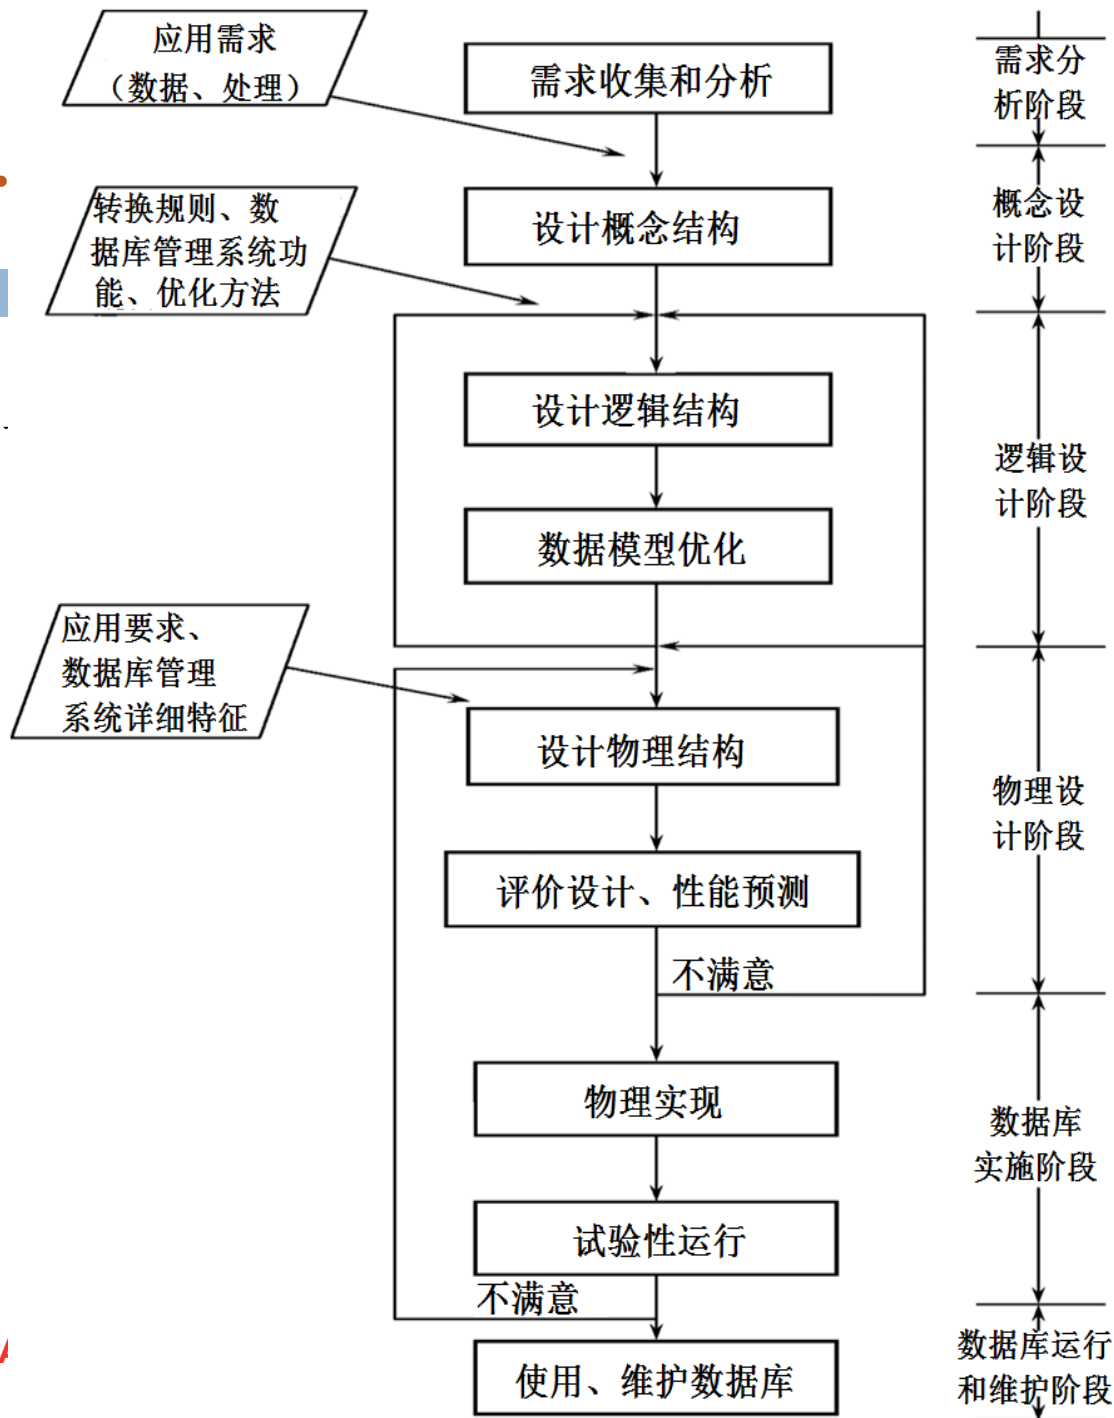 应用需求
（数据、处理）
需求收集和分析
需求分
析阶段
转换规则、数
据库管理系统功
能、优化方法
设计概念结构
概念设
计阶段
设计逻辑结构
数据模型优化
逻辑设
计阶段
应用要求、
数据库管理
系统详细特征
设计物理结构
评价设计、性能预测
不满意
物理设
计阶段
物理实现
试验性运行
不满意
数据库
实施阶段
使用、维护数据库
数据库运行
和维护阶段